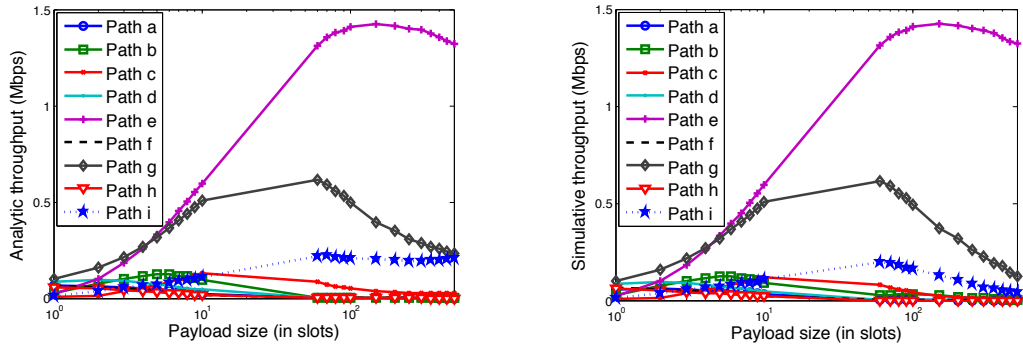 Analytic throughput (Mbps)
1.5
1
0.5
Path a
Path b
Path c
Path d
Path e
Path f
Path g
Path h
Path i
10^0
10^1
10^2
Payload size (in slots)
Simulative throughput (Mbps)
1.5
1
0.5
0
Path a
Path b
Path c
Path d
Path e
Path f
Path g
Path h
Path i
10^0
10^1
10^2
Payload size (in slots)